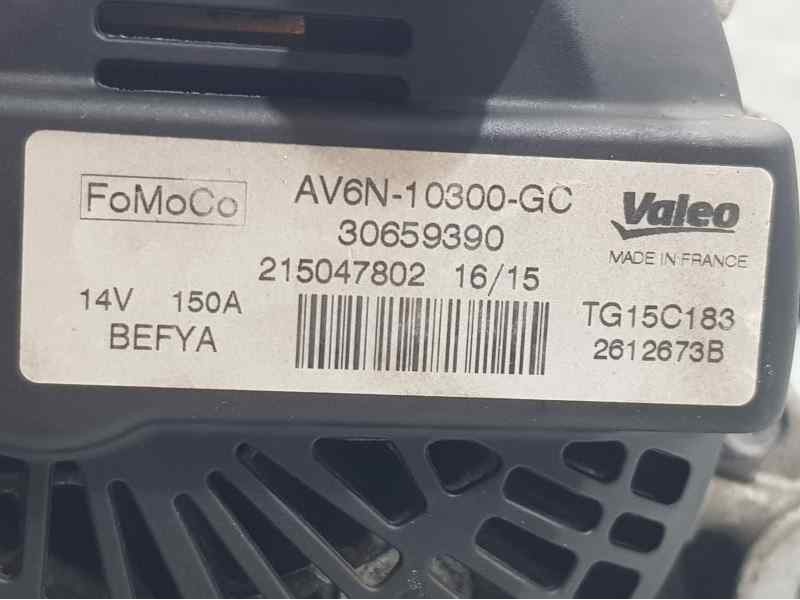 FoMoCo
AV6N-10300-GC
30659390
Valeo
MADE IN FRANCE
215047802 16/15
14V 150A
BEFYA
TG15C183
2612673B